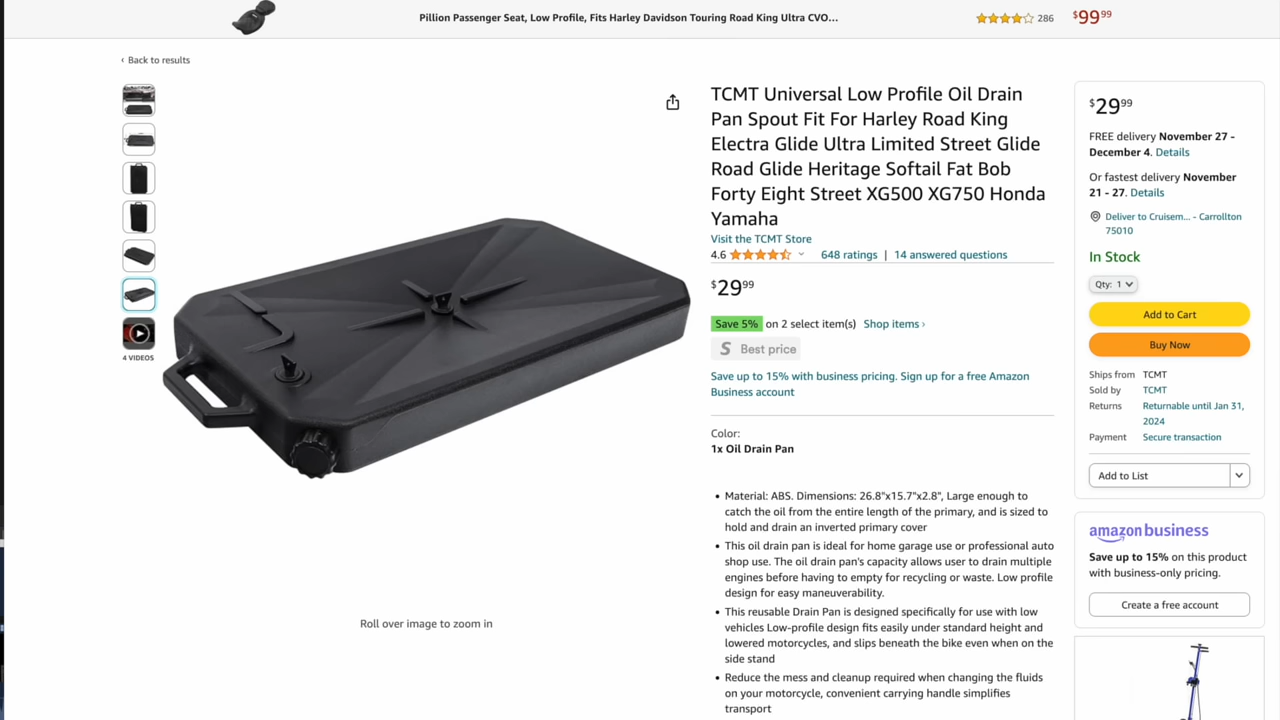 Pillion Passenger Seat, Low Profile, Fits Harley Davidson Touring Road King Ultra CVO...
286
$99⁹⁹
‹ Back to results
4 VIDEOS
Roll over image to zoom in
TCMT Universal Low Profile Oil Drain
Pan Spout Fit For Harley Road King
Electra Glide Ultra Limited Street Glide
Road Glide Heritage Softail Fat Bob
Forty Eight Street XG500 XG750 Honda
Yamaha
Visit the TCMT Store
4.6 648 ratings | 14 answered questions
$29⁹⁹
Save 5% on 2 select item(s) Shop items ›
S Best price
Save up to 15% with business pricing. Sign up for a free Amazon
Business account
Color:
1x Oil Drain Pan
• Material: ABS. Dimensions: 26.8"x15.7"x2.8", Large enough to
catch the oil from the entire length of the primary, and is sized to
hold and drain an inverted primary cover
• This oil drain pan is ideal for home garage use or professional auto
shop use. The oil drain pan's capacity allows user to drain multiple
engines before having to empty for recycling or waste. Low profile
design for easy maneuverability.
• This reusable Drain Pan is designed specifically for use with low
vehicles Low-profile design fits easily under standard height and
lowered motorcycles, and slips beneath the bike even when on the
side stand
• Reduce the mess and cleanup required when changing the fluids
on your motorcycle, convenient carrying handle simplifies
transport
$29⁹⁹
FREE delivery November 27 -
December 4. Details
Or fastest delivery November
21 - 27. Details
Deliver to Cruisem... - Carrollton
75010
In Stock
Qty: 1
Add to Cart
Buy Now
Ships from TCMT
Sold by TCMT
Returns Returnable until Jan 31,
2024
Payment Secure transaction
Add to List
amazon business
Save up to 15% on this product
with business-only pricing.
Create a free account